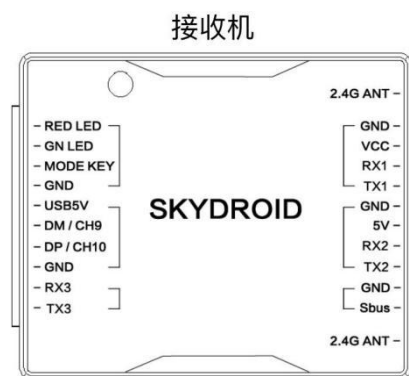 接收机
2.4G ANT
RED LED
GN LED
MODE KEY
GND
USB5V
DM / CH9
DP / CH10
GND
RX3
TX3
SKYDROID
GND
VCC
RX1
TX1
GND
5V
RX2
TX2
GND
Sbus
2.4G ANT